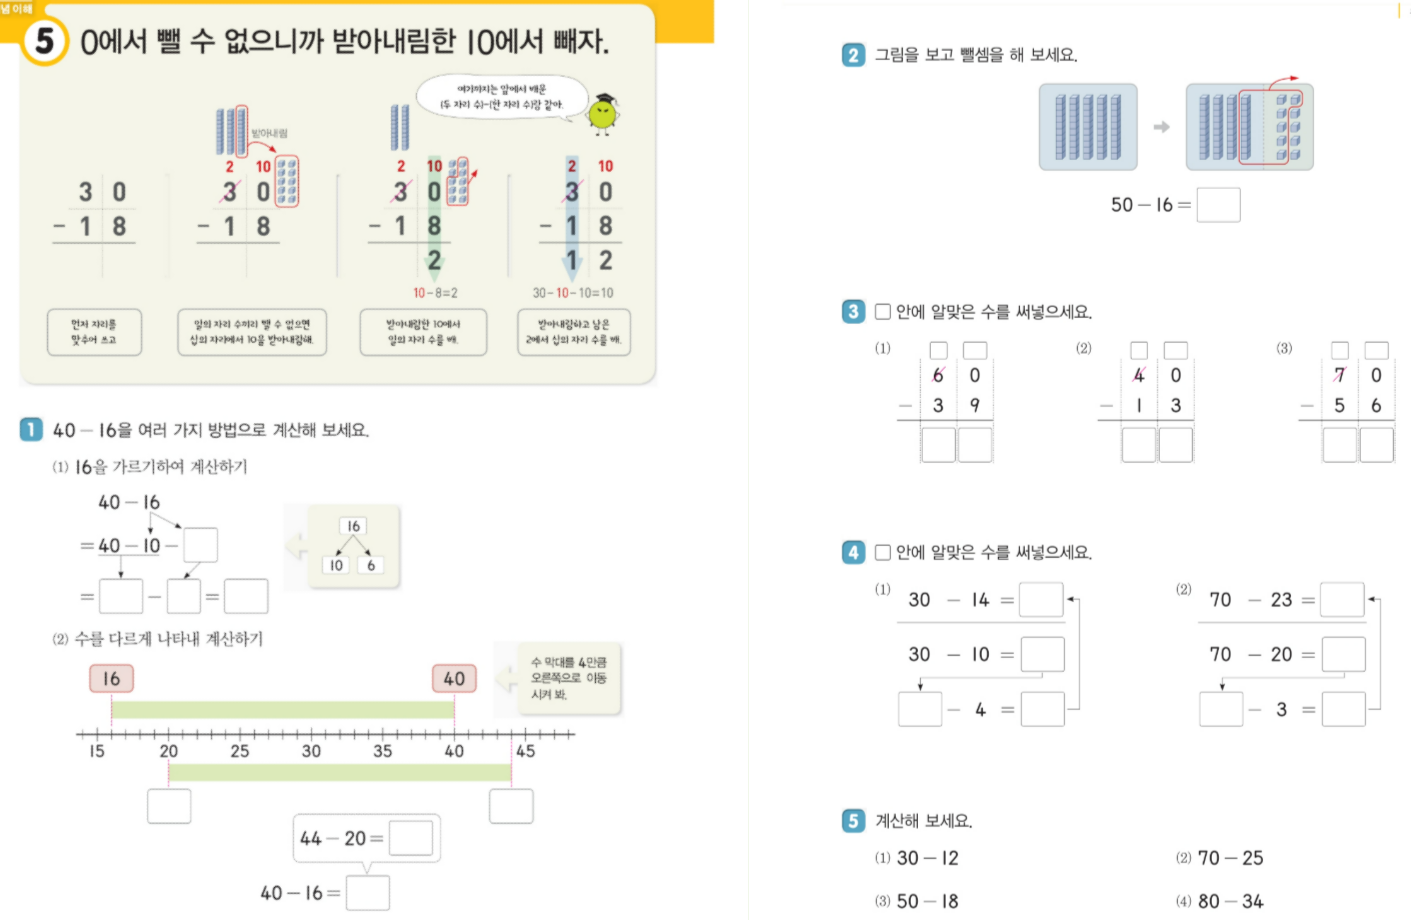 념 이해
5 0에서 뺄 수 없으니까 받아내림한 10에서 빼자.
여기까지는 앞에서 배운
(두 자리 수)-(한 자리 수)랑 같아.
받아내림
3 0
- 1 8
2 10
3 0
- 1 8
2 10
3 0
- 1 8
2
10-8=2
2 10
3 0
- 1 8
1 2
30-10-10=10
먼저 자리를
맞추어 쓰고
일의 자리 수끼리 뺄 수 없으면
십의 자리에서 10을 받아내림해.
받아내림한 10에서
일의 자리 수를 빼.
받아내림하고 남은
2에서 십의 자리 수를 빼.
1 40 - 16을 여러 가지 방법으로 계산해 보세요.
(1) 16을 가르기하여 계산하기
40 - 16
= 40 - 10 - □
= □ - □ = □
16
10 6
(2) 수를 다르게 나타내 계산하기
수 막대를 4만큼
오른쪽으로 이동
시켜 봐.
16 40
15 20 25 30 35 40 45
44 - 20 = □
40 - 16 = □
2 그림을 보고 뺄셈을 해 보세요.
50 - 16 = □
3 □ 안에 알맞은 수를 써넣으세요.
(1)
6 0
- 3 9
(2)
4 0
- 1 3
(3)
7 0
- 5 6
4 □ 안에 알맞은 수를 써넣으세요.
(1) 30 - 14 = □
30 - 10 = □
□ - 4 = □
(2) 70 - 23 = □
70 - 20 = □
□ - 3 = □
5 계산해 보세요.
(1) 30 - 12
(2) 70 - 25
(3) 50 - 18
(4) 80 - 34